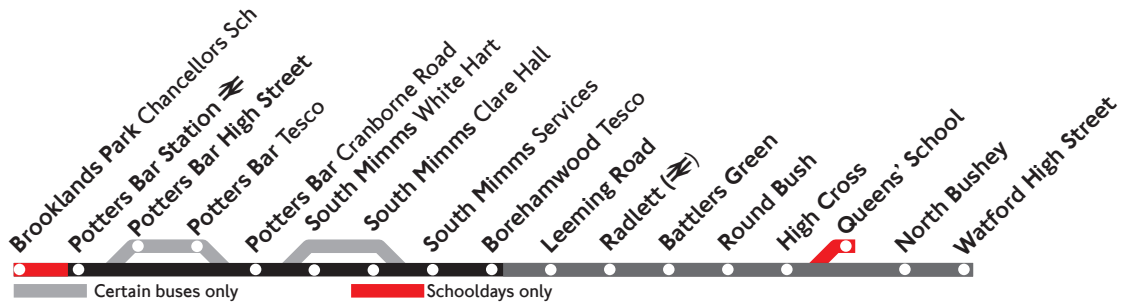 Brooklands Park Chancellors Sch
Potters Bar Station
Potters Bar High Street
Potters Bar Tesco
Potters Bar Cranborne Road
South Mimms White Hart
South Mimms Clare Hall
South Mimms Services
Borehamwood Tesco
Leeming Road
Radlett ( )
Battlers Green
Round Bush
High Cross
Queens' School
North Bushey
Watford High Street
Certain buses only
Schooldays only